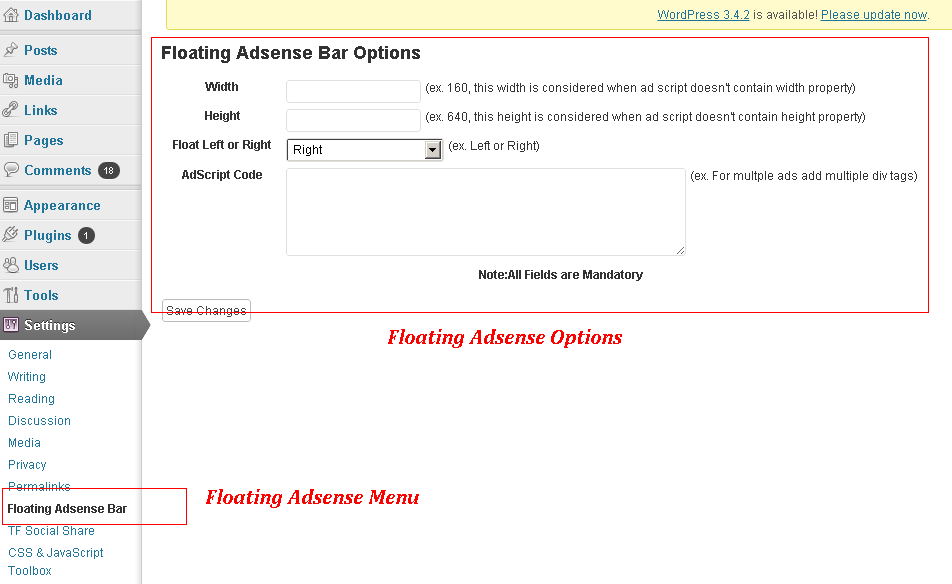 Dashboard
Posts
Media
Links
Pages
Comments 18
Appearance
Plugins 1
Users
Tools
Settings
General
Writing
Reading
Discussion
Media
Privacy
Permalinks
Floating Adsense Bar
TF Social Share
CSS & JavaScript
Toolbox
WordPress 3.4.2 is available! Please update now.
Floating Adsense Bar Options
Width (ex. 160, this width is considered when ad script doesn't contain width property)
Height (ex. 640, this height is considered when ad script doesn't contain height property)
Float Left or Right Right (ex. Left or Right)
AdScript Code (ex. For multple ads add multiple div tags)
Note:All Fields are Mandatory
Save Changes
Floating Adsense Options
Floating Adsense Menu